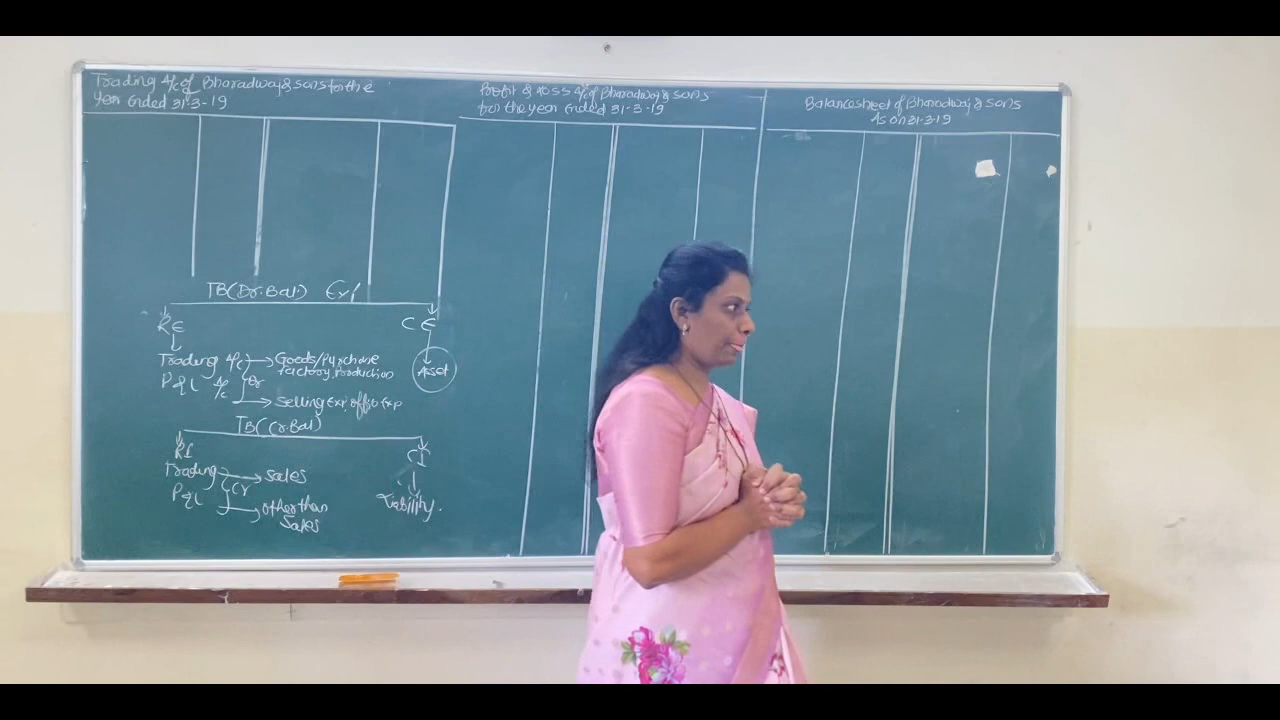 Trading A/c of Bharadwaj & Sons for the
Year Ended 31-3-19
Profit & Loss A/c of Bharadwaj & Sons
for the year Ended 31-3-19
Balancesheet of Bharadwaj & Sons
As on 31-3-19
TB (Dr. Bal)
RE
CE
Trading A/c → Goods/Purchase
Factory, Production
P & L A/c
Dr
Asset
Selling Exp, office Exp
TB (Cr. Bal)
RI
CI
Trading → Sales
P & L
Cr
→ Other than
Sales
Liability.